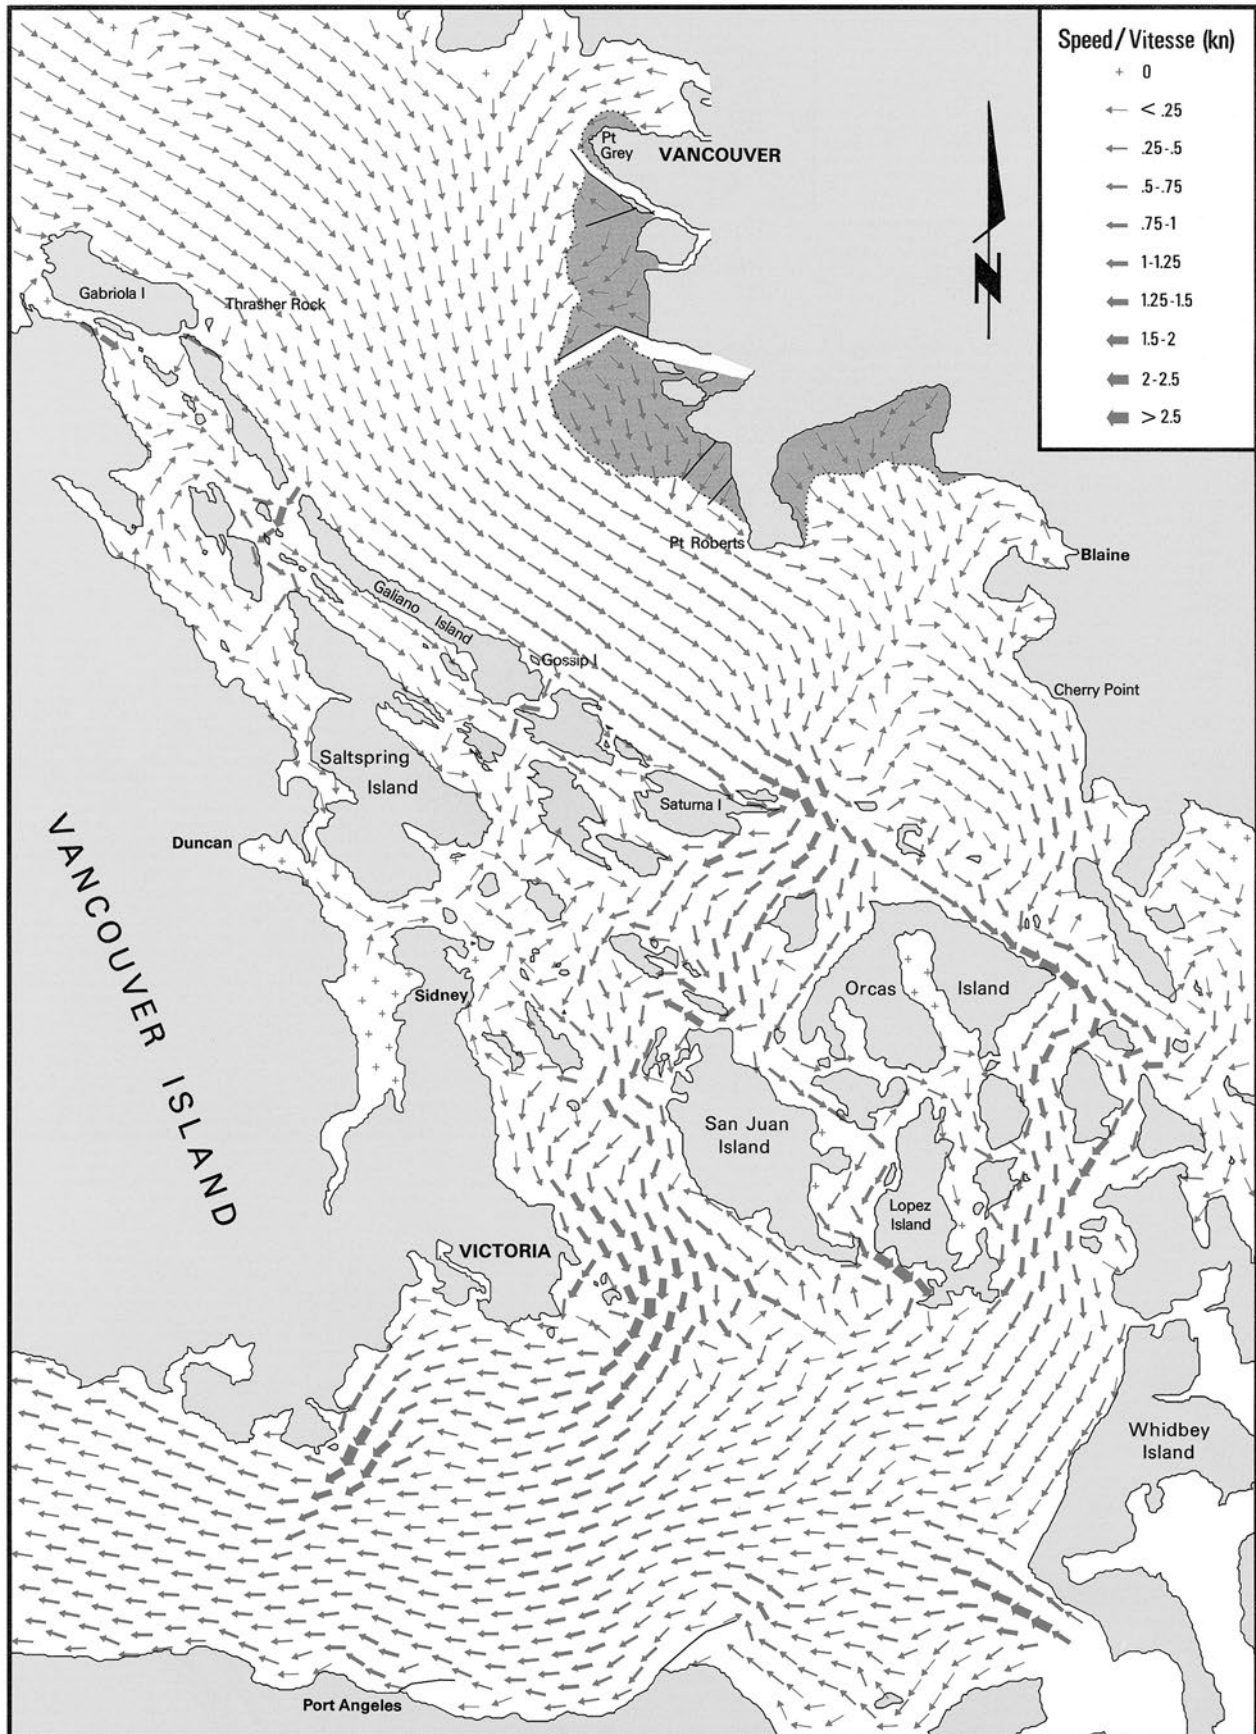 Speed/Vitesse (kn)
0
< .25
.25-.5
.5-.75
.75-1
1-1.25
1.25-1.5
1.5-2
2-2.5
> 2.5
Pt
Grey
VANCOUVER
N
Gabriola I
Thrasher Rock
Pt Roberts
Blaine
Galiano
Island
Gossip I
Cherry Point
Saltspring
Island
Saturna I
Duncan
VANCOUVER ISLAND
Sidney
Orcas
Island
San Juan
Island
Lopez
Island
VICTORIA
Whidbey
Island
Port Angeles